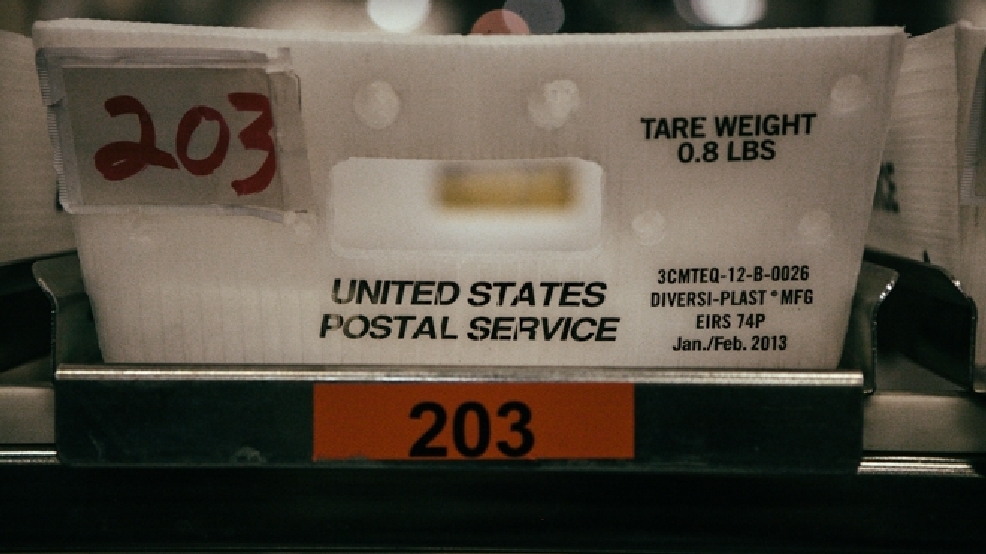 203
TARE WEIGHT
0.8 LBS
UNITED STATES
POSTAL SERVICE
3CMTEQ-12-B-0026
DIVERSI-PLAST® MFG
EIRS 74P
Jan./Feb. 2013
203